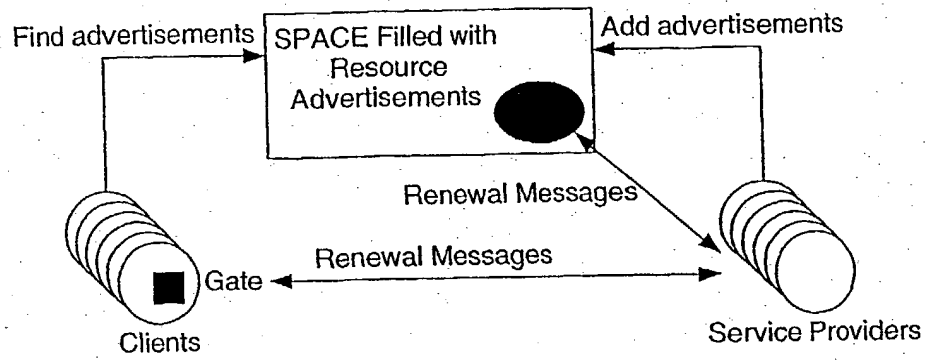 Find advertisements
SPACE Filled with
Resource
Advertisements
Add advertisements
Renewal Messages
Renewal Messages
Gate
Clients
Service Providers